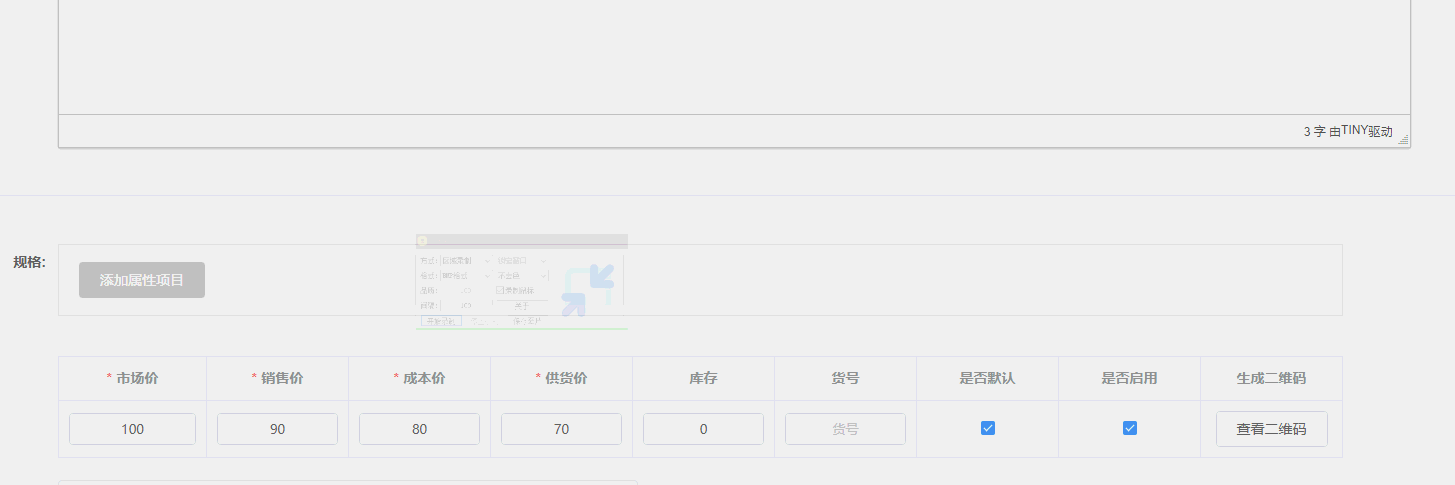 3 字 由TINY驱动
规格:
添加属性项目
* 市场价 * 销售价 * 成本价 * 供货价 库存 货号 是否默认 是否启用 生成二维码
100 90 80 70 0 货号 查看二维码